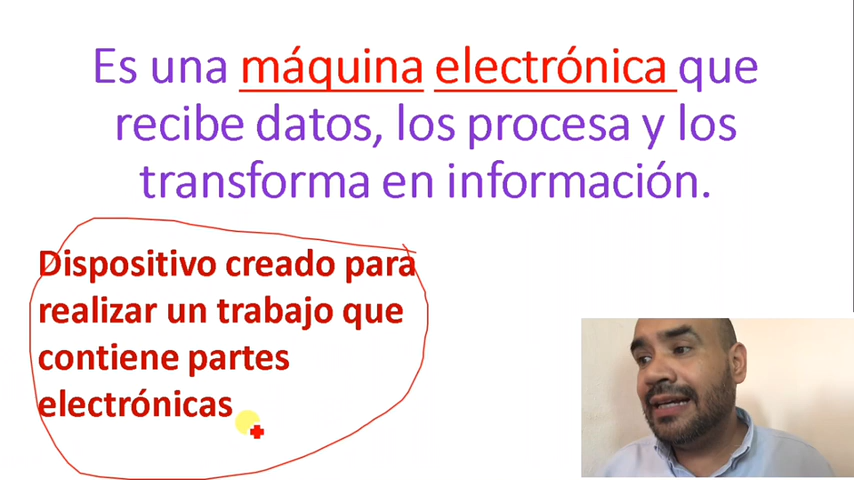 Es una máquina electrónica que
recibe datos, los procesa y los
transforma en información.
Dispositivo creado para
realizar un trabajo que
contiene partes
electrónicas